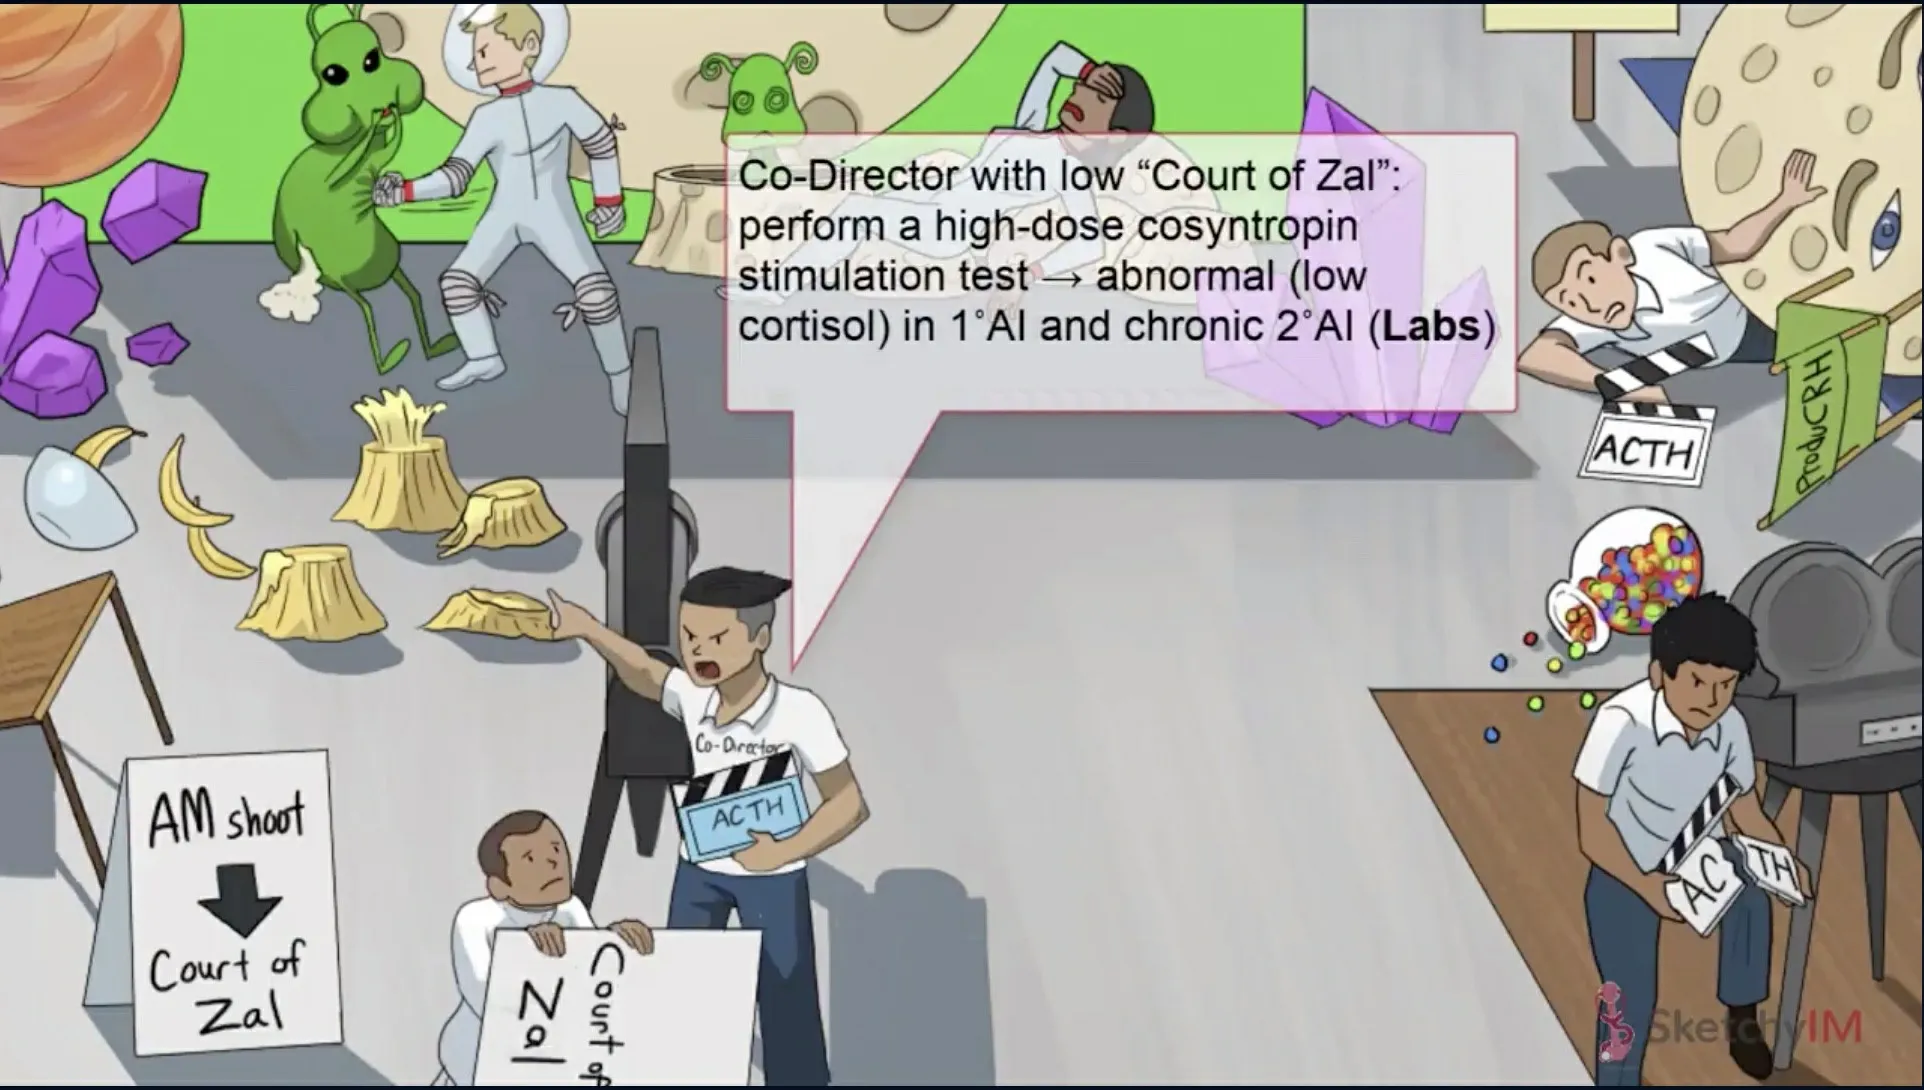 Co-Director with low “Court of Zal”:
perform a high-dose cosyntropin
stimulation test → abnormal (low
cortisol) in 1°AI and chronic 2°AI (Labs)
ACTH
ProduCRH
Co-Director
ACTH
AC TH
AM shoot
Court of
Zal
Court of
Zal
SketchyIM